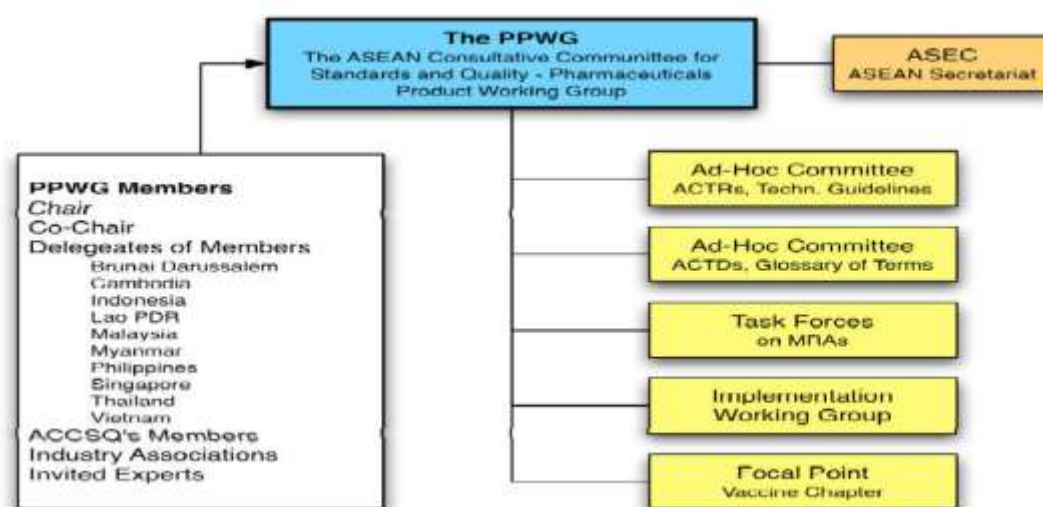 The PPWG
The ASEAN Consultative Communittee for
Standards and Quality - Pharmaceuticals
Product Working Group
ASEC
ASEAN Secretariat
PPWG Members
Chair
Co-Chair
Delegeates of Members
Brunai Darussalem
Cambodia
Indonesia
Lao PDR
Malaysia
Myanmar
Philippines
Singapore
Thailand
Vietnam
ACCSQ's Members
Industry Associations
Invited Experts
Ad-Hoc Committee
ACTRs, Techn. Guidelines
Ad-Hoc Committee
ACTDs, Glossary of Terms
Task Forces
on MRAs
Implementation
Working Group
Focal Point
Vaccine Chapter